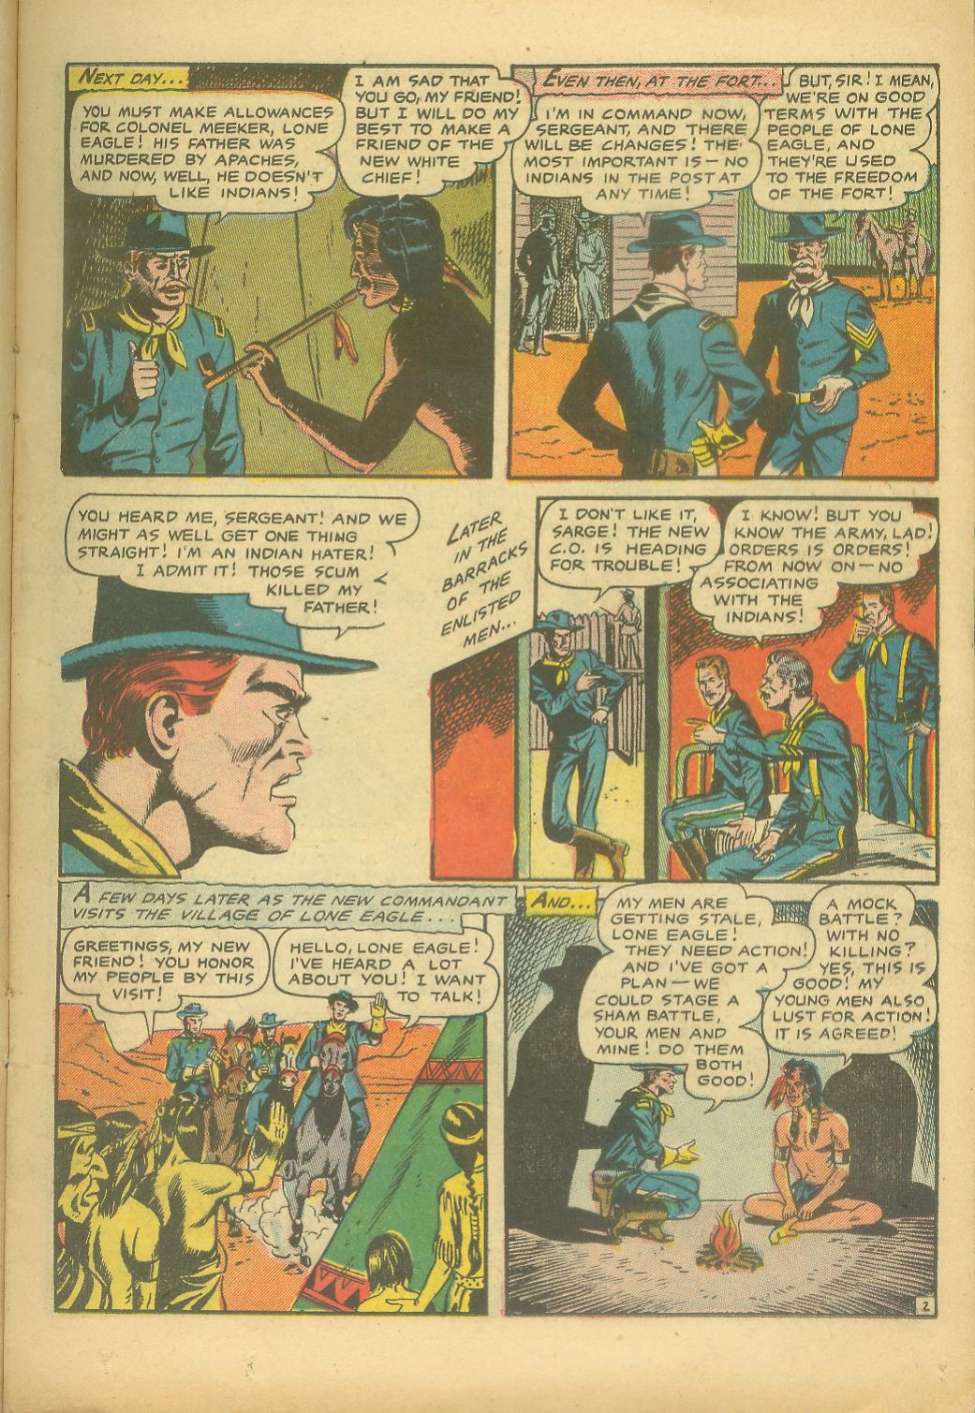 NEXT DAY...
YOU MUST MAKE ALLOWANCES
FOR COLONEL MEEKER, LONE
EAGLE! HIS FATHER WAS
MURDERED BY APACHES,
AND NOW, WELL, HE DOESN'T
LIKE INDIANS!
I AM SAD THAT
YOU GO, MY FRIEND!
BUT I WILL DO MY
BEST TO MAKE A
FRIEND OF THE
NEW WHITE
CHIEF!
EVEN THEN, AT THE FORT...
I'M IN COMMAND NOW,
SERGEANT, AND THERE
WILL BE CHANGES! THE
MOST IMPORTANT IS — NO
INDIANS IN THE POST AT
ANY TIME!
BUT, SIR! I MEAN,
WE'RE ON GOOD
TERMS WITH THE
PEOPLE OF LONE
EAGLE, AND
THEY'RE USED
TO THE FREEDOM
OF THE FORT!
YOU HEARD ME, SERGEANT! AND WE
MIGHT AS WELL GET ONE THING
STRAIGHT! I'M AN INDIAN HATER!
I ADMIT IT! THOSE SCUM
KILLED MY
FATHER!
LATER
IN THE
BARRACKS
OF THE
ENLISTED
MEN...
I DON'T LIKE IT,
SARGE! THE NEW
C.O. IS HEADING
FOR TROUBLE!
I KNOW! BUT YOU
KNOW THE ARMY, LAD!
ORDERS IS ORDERS!
FROM NOW ON — NO
ASSOCIATING
WITH THE
INDIANS!
A FEW DAYS LATER AS THE NEW COMMANDANT
VISITS THE VILLAGE OF LONE EAGLE...
GREETINGS, MY NEW
FRIEND! YOU HONOR
MY PEOPLE BY THIS
VISIT!
HELLO, LONE EAGLE!
I'VE HEARD A LOT
ABOUT YOU! I WANT
TO TALK!
AND...
MY MEN ARE
GETTING STALE,
LONE EAGLE!
THEY NEED ACTION!
AND I'VE GOT A
PLAN — WE
COULD STAGE A
SHAM BATTLE,
YOUR MEN AND
MINE! DO THEM
BOTH
GOOD!
A MOCK
BATTLE?
WITH NO
KILLING?
YES, THIS IS
GOOD! MY
YOUNG MEN ALSO
LUST FOR ACTION!
IT IS AGREED!
2